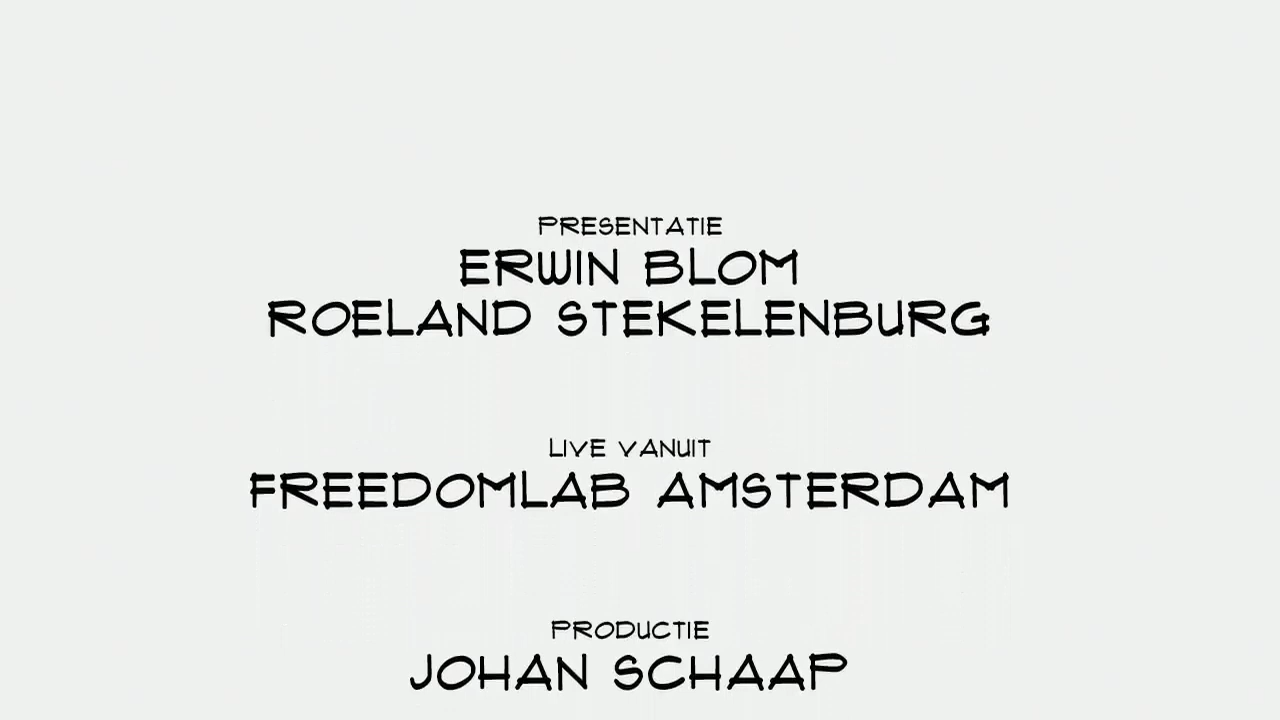 PRESENTATIE
ERWIN BLOM
ROELAND STEKELENBURG
LIVE VANUIT
FREEDOMLAB AMSTERDAM
PRODUCTIE
JOHAN SCHAAP